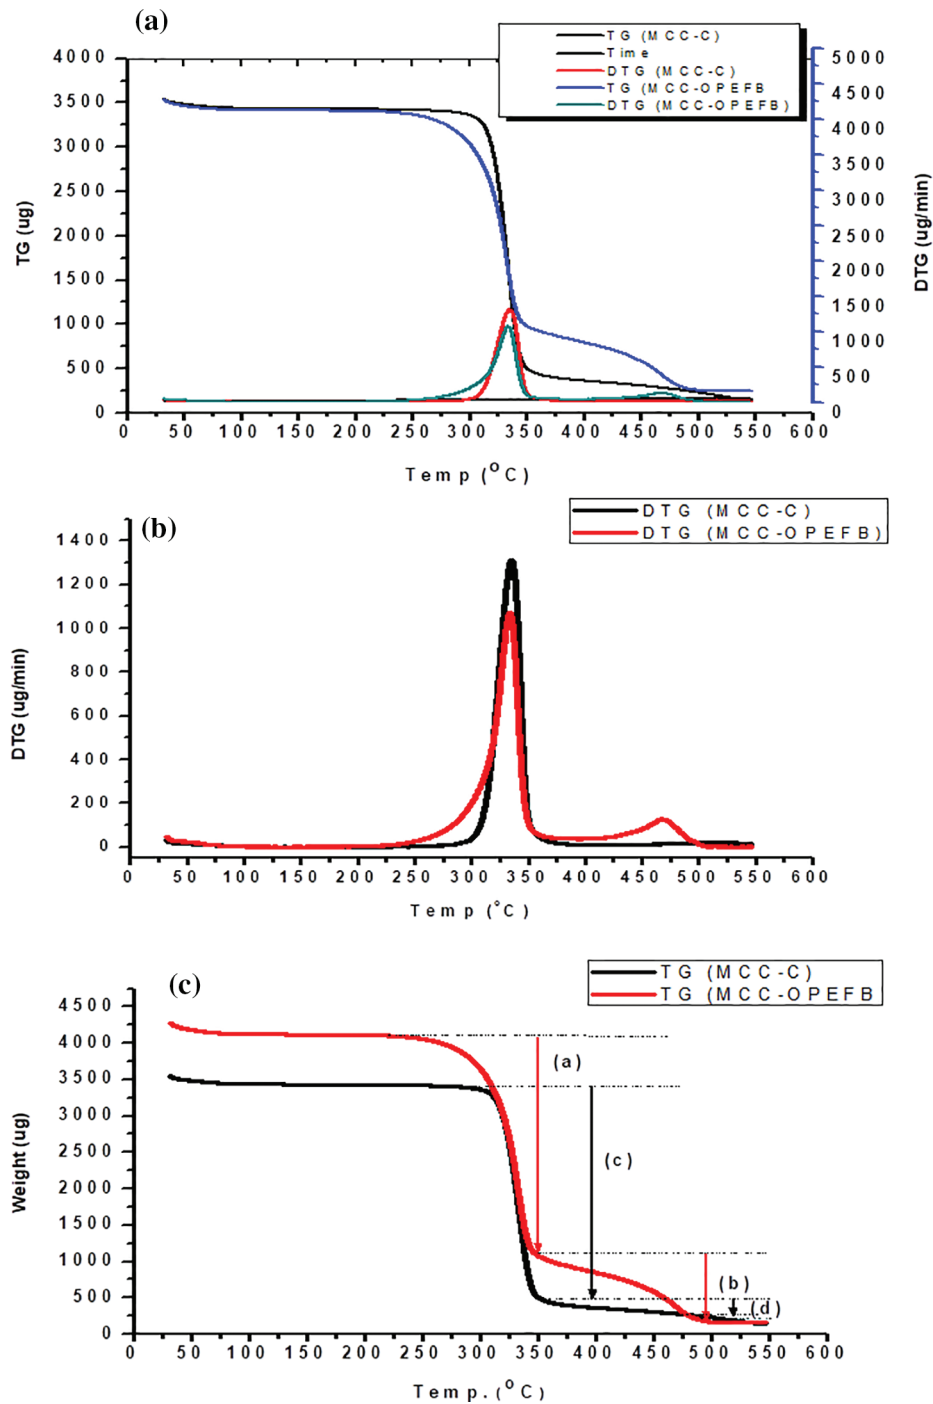 (a)
TG (MCC-C)
Time
DTG (MCC-C)
TG (MCC-OPEFB
DTG (MCC-OPEFB)
4000
3500
3000
2500
2000
1500
1000
500
0
TG (ug)
5000
4500
4000
3500
3000
2500
2000
1500
1000
500
0
DTG (ug/min)
0 50 100 150 200 250 300 350 400 450 500 550 600
Temp (°C)
(b)
DTG (MCC-C)
DTG (MCC-OPEFB)
1400
1200
1000
800
600
400
200
0
DTG (ug/min)
0 50 100 150 200 250 300 350 400 450 500 550 600
Temp (°C)
(c)
TG (MCC-C)
TG (MCC-OPEFB
4500
4000
3500
3000
2500
2000
1500
1000
500
0
Weight (ug)
(a)
(c)
(b)
(d)
0 50 100 150 200 250 300 350 400 450 500 550 600
Temp. (°C)